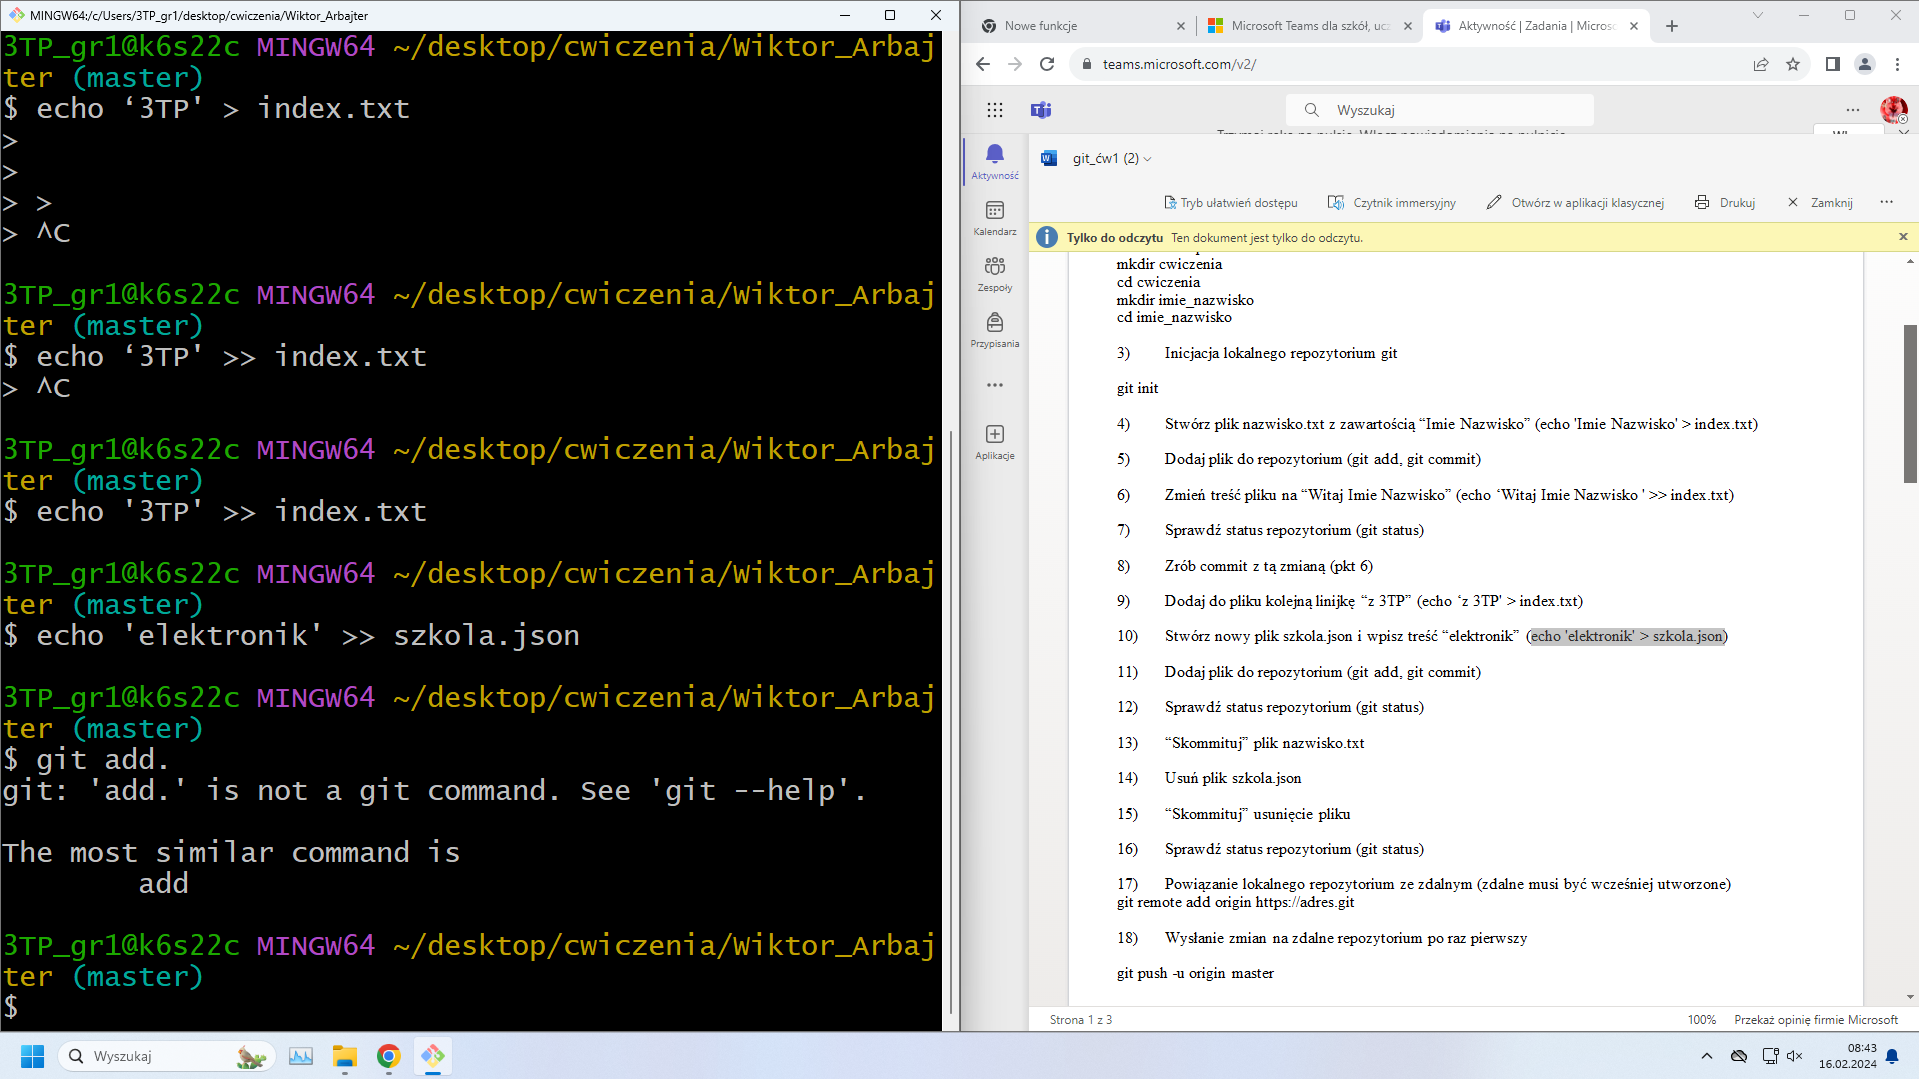 MINGW64:/c/Users/3TP_gr1/desktop/cwiczenia/Wiktor_Arbajter
3TP_gr1@k6s22c MINGW64 ~/desktop/cwiczenia/Wiktor_Arbaj
ter (master)
$ echo ‘3TP' > index.txt
>
>
> >
> ^C
3TP_gr1@k6s22c MINGW64 ~/desktop/cwiczenia/Wiktor_Arbaj
ter (master)
$ echo ‘3TP' >> index.txt
> ^C
3TP_gr1@k6s22c MINGW64 ~/desktop/cwiczenia/Wiktor_Arbaj
ter (master)
$ echo '3TP' >> index.txt
3TP_gr1@k6s22c MINGW64 ~/desktop/cwiczenia/Wiktor_Arbaj
ter (master)
$ echo 'elektronik' >> szkola.json
3TP_gr1@k6s22c MINGW64 ~/desktop/cwiczenia/Wiktor_Arbaj
ter (master)
$ git add.
git: 'add.' is not a git command. See 'git --help'.
The most similar command is
add
3TP_gr1@k6s22c MINGW64 ~/desktop/cwiczenia/Wiktor_Arbaj
ter (master)
$
Nowe funkcje
Microsoft Teams dla szkół, ucz
Aktywność | Zadania | Microso
teams.microsoft.com/v2/
Wyszukaj
Aktywność
Kalendarz
Zespoły
Przypisania
Aplikacje
git_ćw1 (2)
Tryb ułatwień dostępu
Czytnik immersyjny
Otwórz w aplikacji klasycznej
Drukuj
Zamknij
Tylko do odczytu Ten dokument jest tylko do odczytu.
mkdir cwiczenia
cd cwiczenia
mkdir imie_nazwisko
cd imie_nazwisko
3) Inicjacja lokalnego repozytorium git
git init
4) Stwórz plik nazwisko.txt z zawartością “Imie Nazwisko” (echo 'Imie Nazwisko' > index.txt)
5) Dodaj plik do repozytorium (git add, git commit)
6) Zmień treść pliku na “Witaj Imie Nazwisko” (echo ‘Witaj Imie Nazwisko ' >> index.txt)
7) Sprawdź status repozytorium (git status)
8) Zrób commit z tą zmianą (pkt 6)
9) Dodaj do pliku kolejną linijkę “z 3TP” (echo ‘z 3TP' > index.txt)
10) Stwórz nowy plik szkola.json i wpisz treść “elektronik” (echo 'elektronik' > szkola.json)
11) Dodaj plik do repozytorium (git add, git commit)
12) Sprawdź status repozytorium (git status)
13) “Skommituj” plik nazwisko.txt
14) Usuń plik szkola.json
15) “Skommituj” usunięcie pliku
16) Sprawdź status repozytorium (git status)
17) Powiązanie lokalnego repozytorium ze zdalnym (zdalne musi być wcześniej utworzone)
git remote add origin https://adres.git
18) Wysłanie zmian na zdalne repozytorium po raz pierwszy
git push -u origin master
Strona 1 z 3
100%
Przekaż opinię firmie Microsoft
Wyszukaj
08:43
16.02.2024